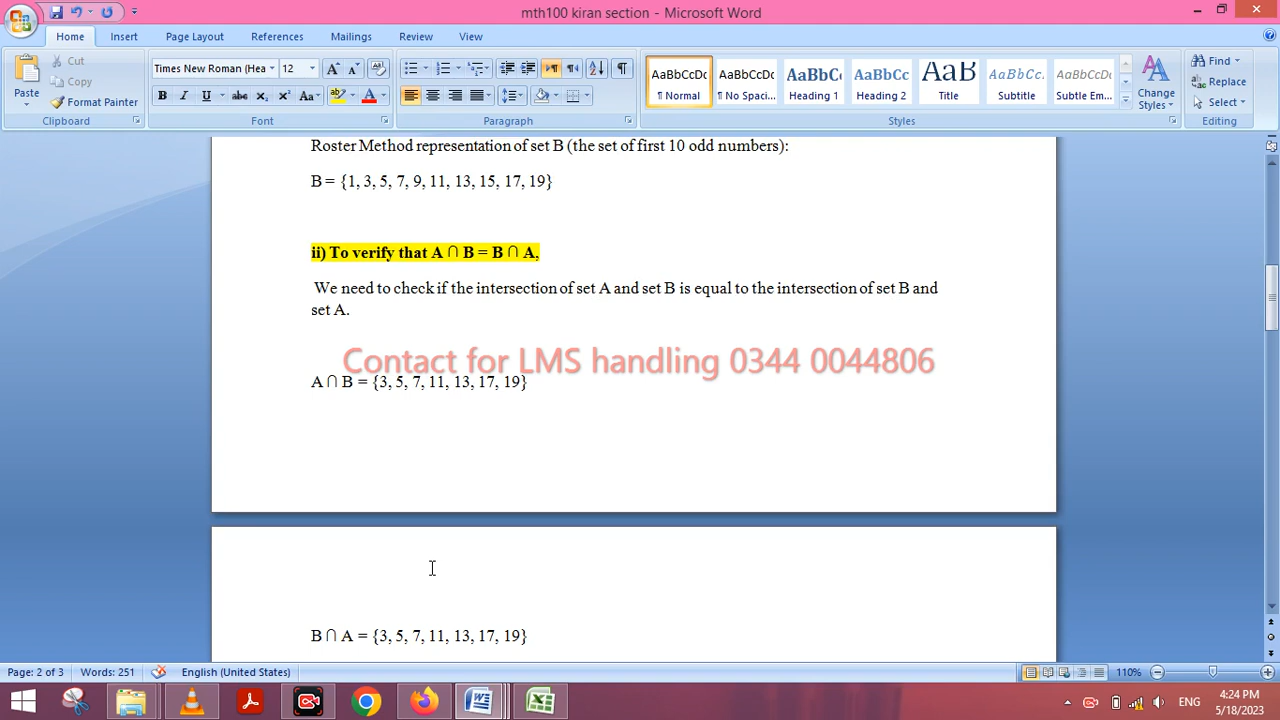 mth100 kiran section - Microsoft Word
Home Insert Page Layout References Mailings Review View
Paste
Cut
Copy
Format Painter
Clipboard
Times New Roman (Hea 12
Font
Paragraph
AaBbCcDc AaBbCcDc AaBbC AaBbCc AaB AaBbCc. AaBbCcDc
¶ Normal ¶ No Spaci... Heading 1 Heading 2 Title Subtitle Subtle Em...
Change Styles
Styles
Find
Replace
Select
Editing
Roster Method representation of set B (the set of first 10 odd numbers):
B = {1, 3, 5, 7, 9, 11, 13, 15, 17, 19}
ii) To verify that A ∩ B = B ∩ A,
We need to check if the intersection of set A and set B is equal to the intersection of set B and
set A.
Contact for LMS handling 0344 0044806
A ∩ B = {3, 5, 7, 11, 13, 17, 19}
B ∩ A = {3, 5, 7, 11, 13, 17, 19}
Page: 2 of 3 Words: 251 English (United States) 110%
ENG 4:24 PM
5/18/2023